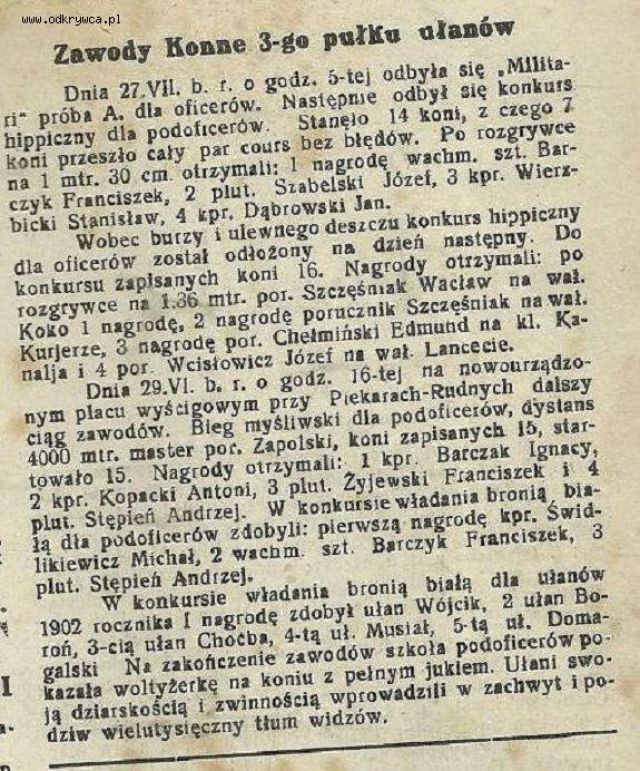 www.odkrywca.pl
Zawody Konne 3-go pułku ułanów
Dnia 27.VII. b. r. o godz. 5-tej odbyła się „Milita-
ri" próba A. dla oficerów. Następnie odbył się konkurs
hippiczny dla podoficerów. Stanęło 14 koni, z czego 7
koni przeszło cały par cours bez błędów. Po rozgrywce
na 1 mtr. 30 cm. otrzymali: 1 nagrodę wachm. szt. Bar-
czyk Franciszek, 2 plut. Szabelski Józef, 3 kpr. Wierz-
bicki Stanisław, 4 kpr. Dąbrowski Jan.
Wobec burzy i ulewnego deszczu konkurs hippiczny
dla oficerów został odłożony na dzień następny. Do
konkursu zapisanych koni 16. Nagrody otrzymali: po
rozgrywce na 1.36 mtr. por. Szczęśniak Wacław na wał.
Koko 1 nagrodę, 2 nagrodę porucznik Szczęśniak na wał.
Kurjerze, 3 nagrodę por. Chełmiński Edmund na kl. Ka-
nalja i 4 por. Wcisłowicz Józef na wał. Lancecie.
Dnia 29.VI. b. r. o godz. 16-tej na nowourządzo-
nym placu wyścigowym przy Piekarach-Rudnych dalszy
ciąg zawodów. Bieg myśliwski dla podoficerów, dystans
4000 mtr. master por. Zapolski, koni zapisanych 15, star-
towało 15. Nagrody otrzymali: 1 kpr. Barczak Ignacy,
2 kpr. Kopacki Antoni, 3 plut. Żyjewski Franciszek i 4
plut. Stępień Andrzej. W konkursie władania bronią bia-
łą dla podoficerów zdobyli: pierwszą nagrodę kpr. Świd-
likiewicz Michał, 2 wachm. szt. Barczyk Franciszek, 3
plut. Stępień Andrzej.
W konkursie władania bronią białą dla ułanów
1902 rocznika I nagrodę zdobył ułan Wójcik, 2 ułan Bo-
roń, 3-cią ułan Choćba, 4-tą uł. Musiał, 5-tą uł. Doma-
galski Na zakończenie zawodów szkoła podoficerów po-
kazała woltyżerkę na koniu z pełnym jukiem. Ułani swo-
ją dziarskością i zwinnością wprowadzili w zachwyt i po-
dziw wielutysięczny tłum widzów.